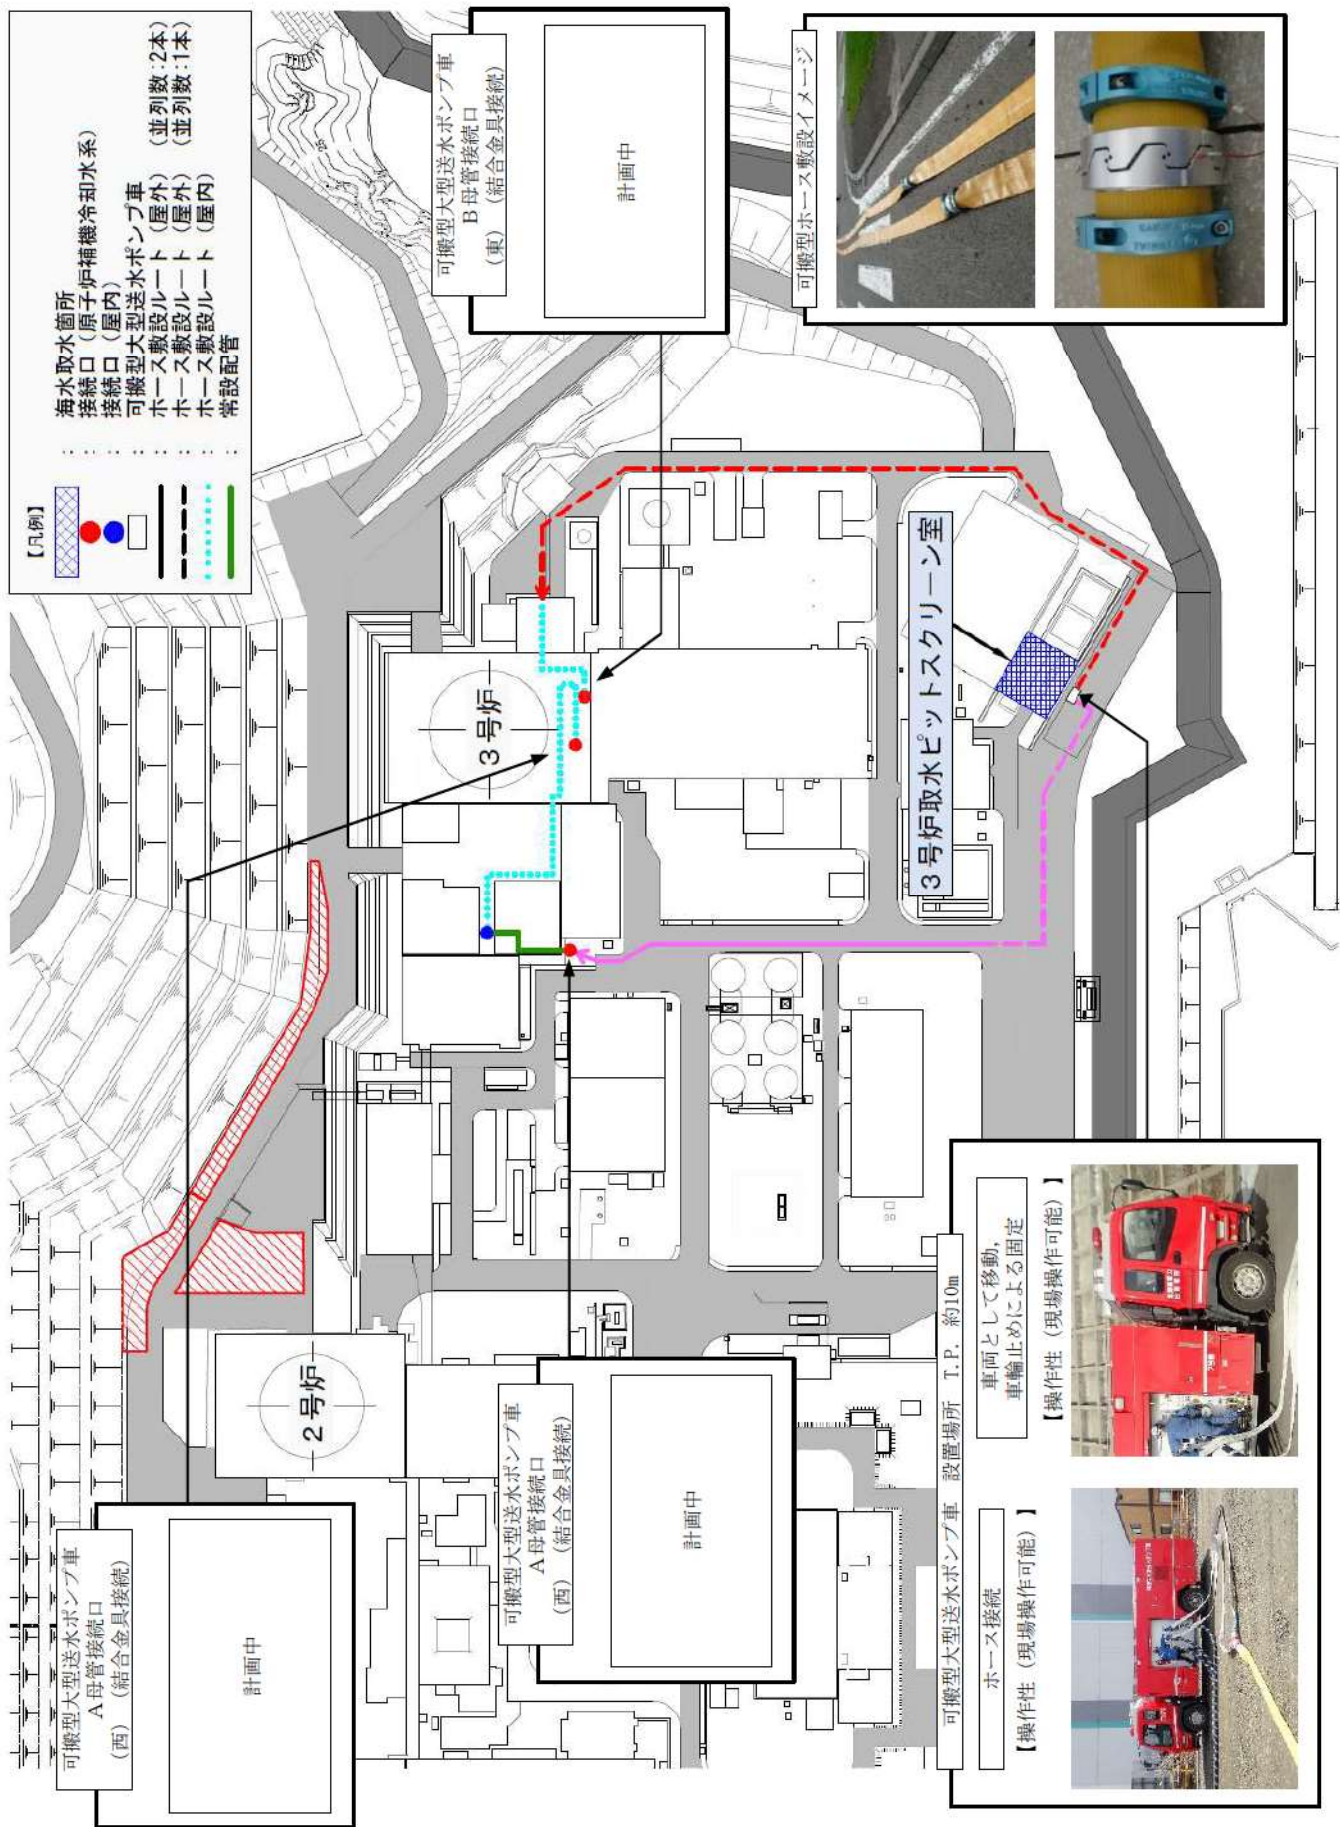 【凡例】
： 海水取水箇所
： 接続口（原子炉補機冷却水系）
： 接続口（屋内）
： 可搬型大型送水ポンプ車
： ホース敷設ルート（屋外）（並列数：2本）
： ホース敷設ルート（屋外）（並列数：1本）
： ホース敷設ルート（屋内）
： 常設配管
可搬型大型送水ポンプ車
A母管接続口
（西）（結合金具接続）
計画中
可搬型大型送水ポンプ車
A母管接続口
（西）（結合金具接続）
計画中
可搬型大型送水ポンプ車
B母管接続口
（東）（結合金具接続）
計画中
2号炉
3号炉
3号炉取水ピットスクリーン室
可搬型ホース敷設イメージ
可搬型大型送水ポンプ車 設置場所 T.P. 約10m
ホース接続
【操作性（現場操作可能）】
車両として移動，
車輪止めによる固定
【操作性（現場操作可能）】